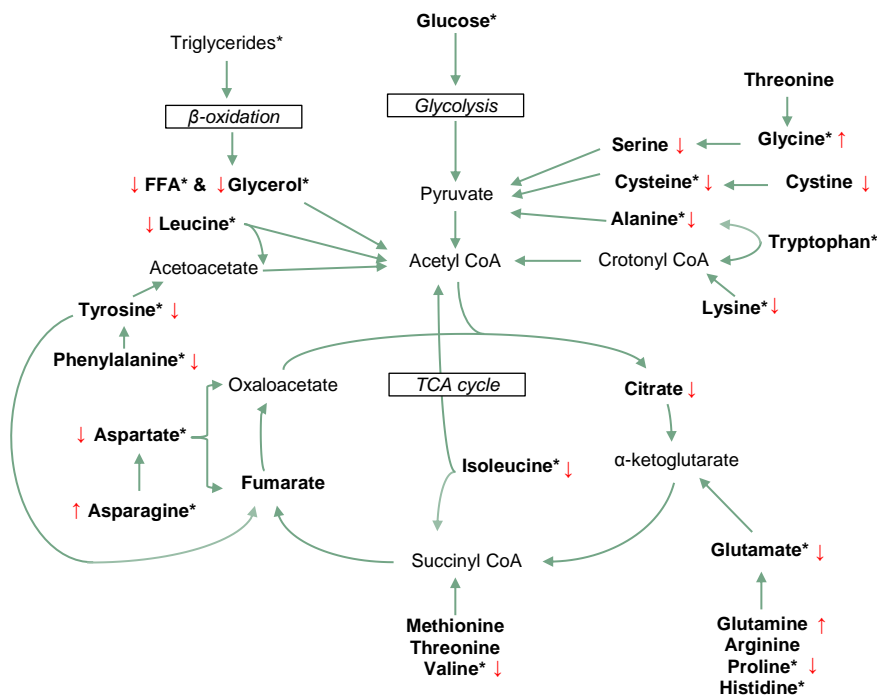 Glucose*
Triglycerides*
Threonine
β-oxidation
Glycolysis
Serine ↓
Glycine* ↑
↓ FFA* & ↓ Glycerol*
Pyruvate
Cysteine* ↓
Cystine ↓
↓ Leucine*
Alanine* ↓
Tryptophan*
Acetoacetate
Acetyl CoA
Crotonyl CoA
Tyrosine* ↓
Lysine* ↓
Phenylalanine* ↓
Oxaloacetate
TCA cycle
Citrate ↓
↓ Aspartate*
Isoleucine* ↓
α-ketoglutarate
Fumarate
↑ Asparagine*
Succinyl CoA
Glutamate* ↓
Methionine
Threonine
Valine* ↓
Glutamine ↑
Arginine
Proline* ↓
Histidine*